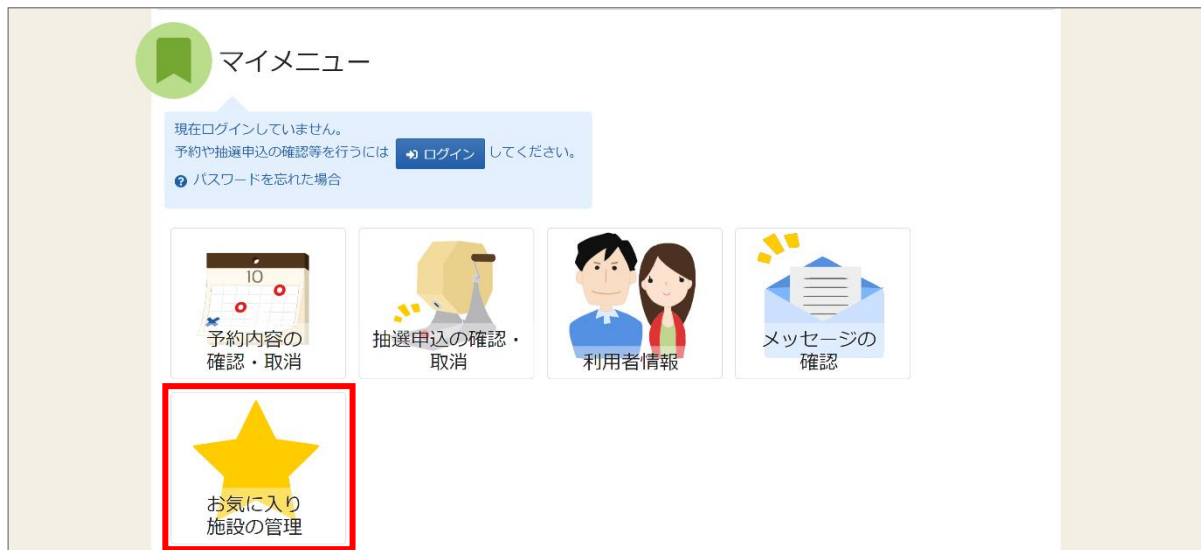 マイメニュー
現在ログインしていません。
予約や抽選申込の確認等を行うには ログイン してください。
パスワードを忘れた場合
10
予約内容の
確認・取消
抽選申込の確認・
取消
利用者情報
メッセージの
確認
お気に入り
施設の管理